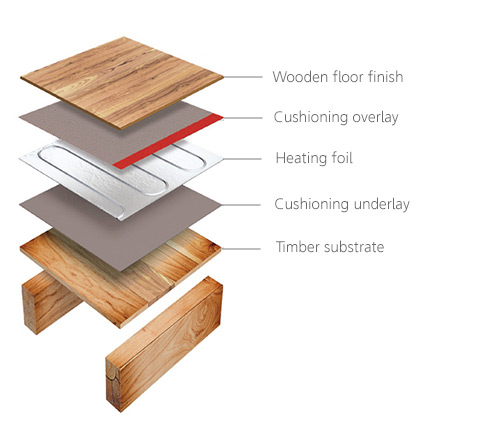 Wooden floor finish
Cushioning overlay
Heating foil
Cushioning underlay
Timber substrate